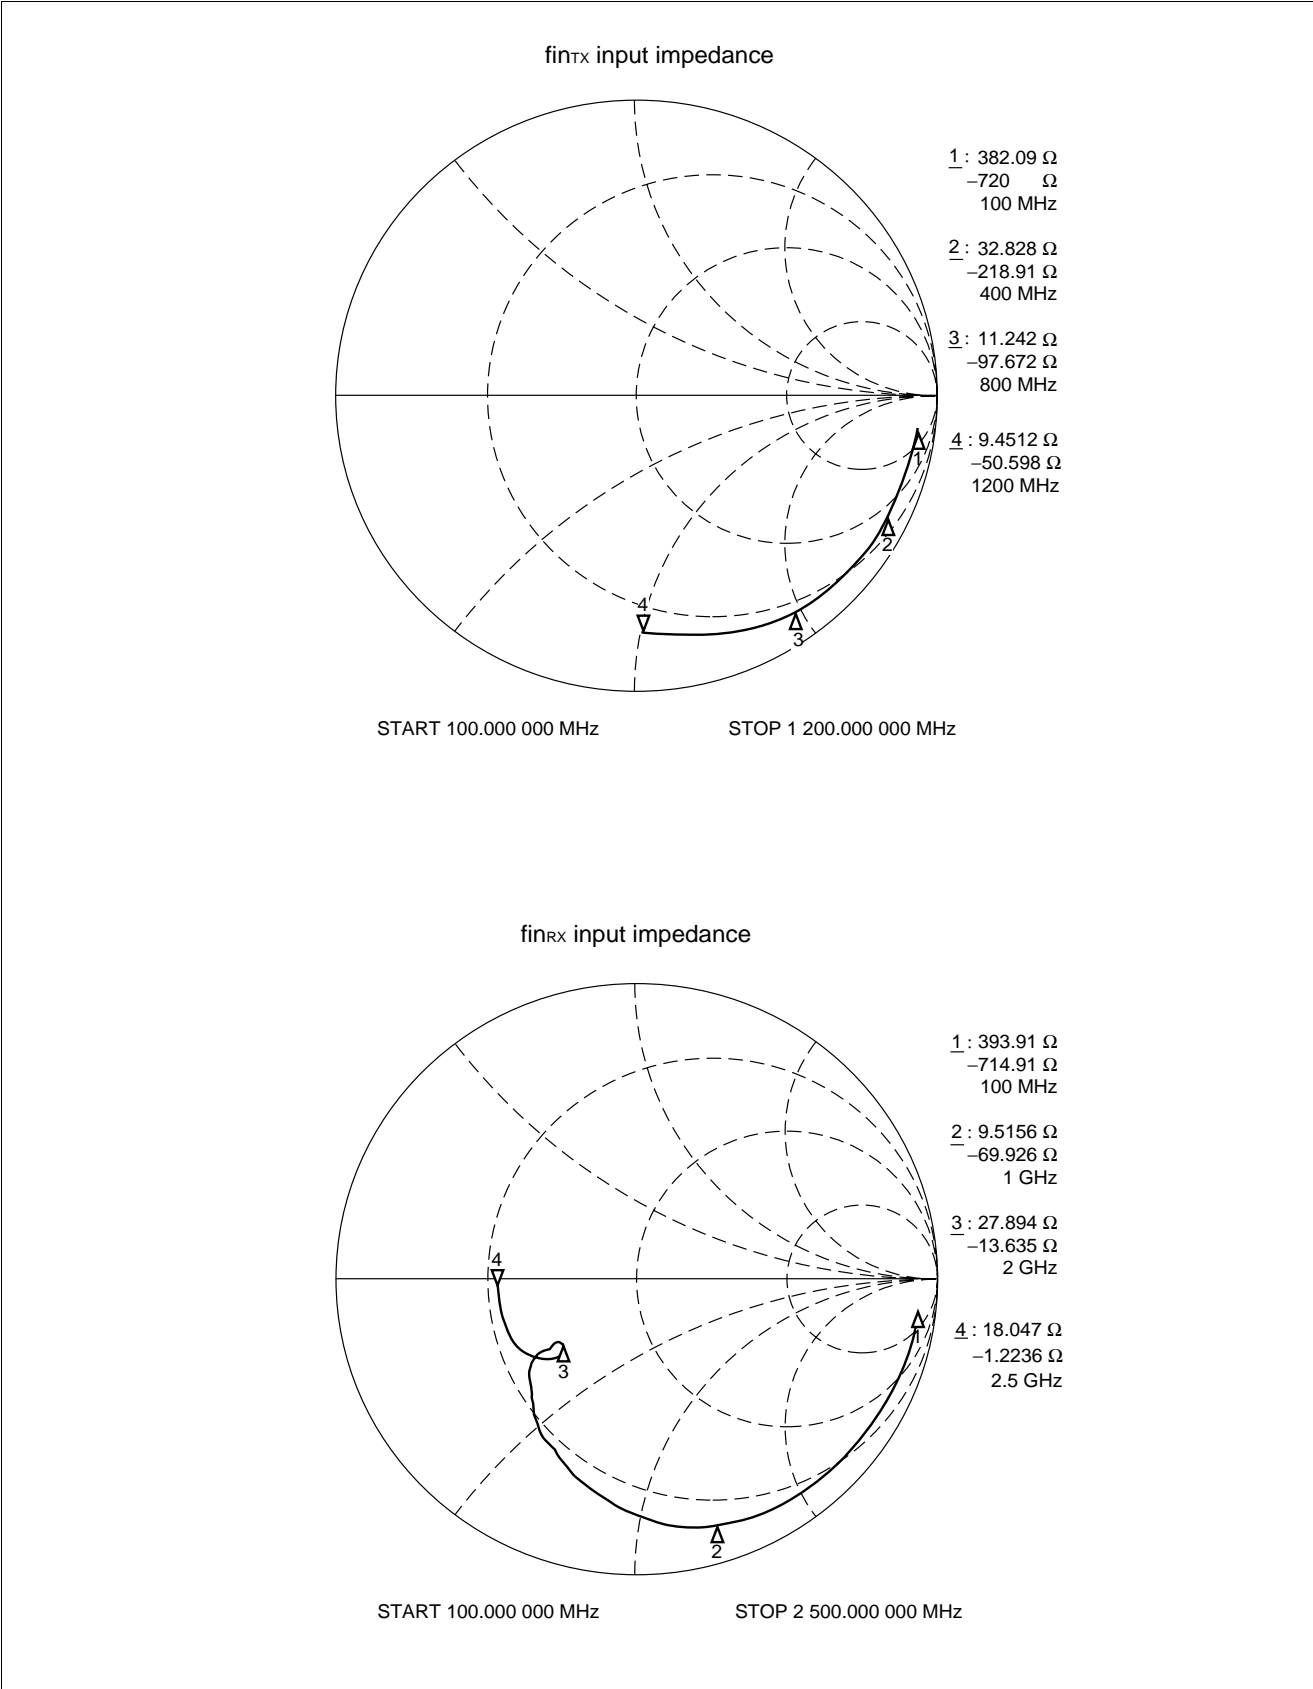 finTX input impedance
1 : 382.09 Ω
–720 Ω
100 MHz
2 : 32.828 Ω
–218.91 Ω
400 MHz
3 : 11.242 Ω
–97.672 Ω
800 MHz
4 : 9.4512 Ω
–50.598 Ω
1200 MHz
1
2
4
3
START 100.000 000 MHz STOP 1 200.000 000 MHz
finRX input impedance
1 : 393.91 Ω
–714.91 Ω
100 MHz
2 : 9.5156 Ω
–69.926 Ω
1 GHz
3 : 27.894 Ω
–13.635 Ω
2 GHz
4 : 18.047 Ω
–1.2236 Ω
2.5 GHz
4
1
3
2
START 100.000 000 MHz STOP 2 500.000 000 MHz